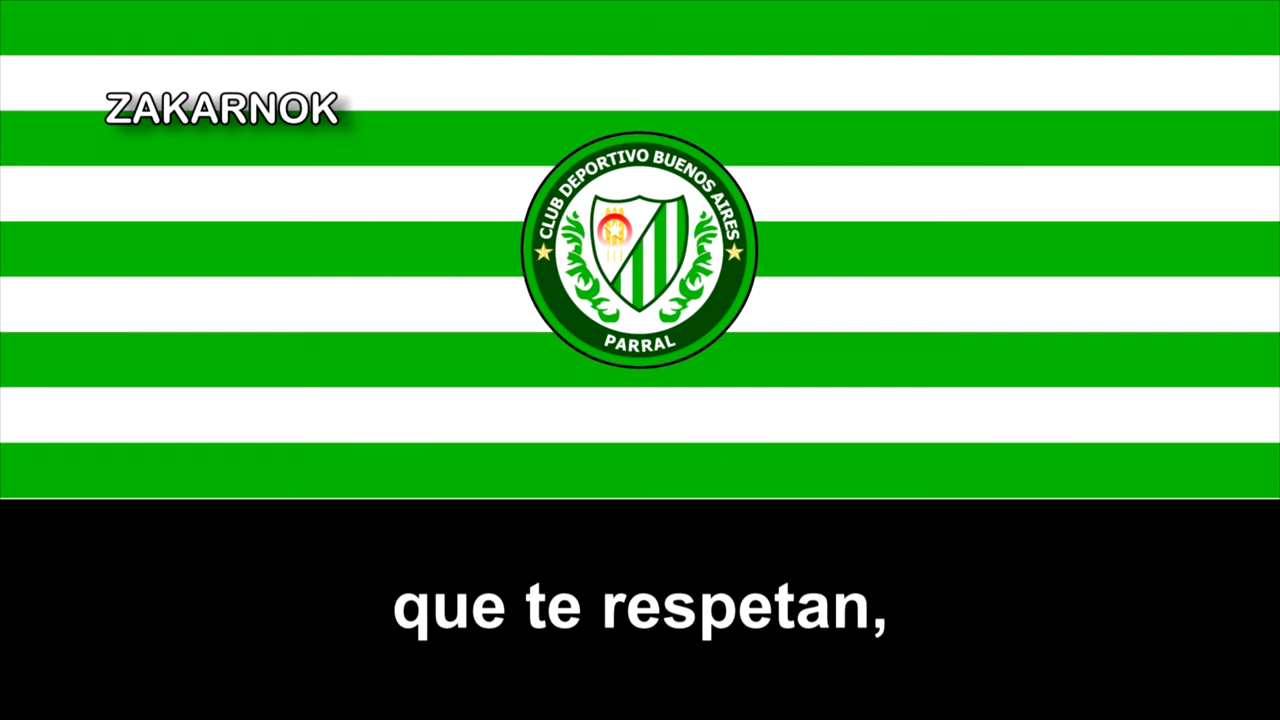 ZAKARNOK
CLUB DEPORTIVO BUENOS AIRES
PARRAL
que te respetan,